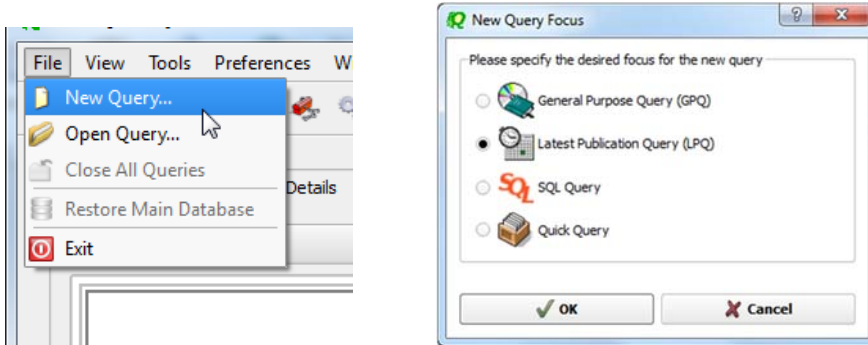 File View Tools Preferences W
New Query...
Open Query...
Close All Queries
Details
Restore Main Database
Exit
New Query Focus
Please specify the desired focus for the new query
General Purpose Query (GPQ)
Latest Publication Query (LPQ)
SQL SQL Query
Quick Query
OK Cancel